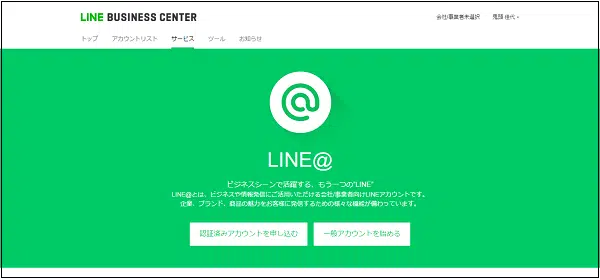 LINE BUSINESS CENTER
会社/事業者未選択
トップ アカウントリスト サービス ツール お知らせ
@
LINE@
ビジネスシーンで活躍する、もう一つの"LINE"
LINE@とは、ビジネスや情報発信にご活用いただける会社/事業者向けLINEアカウントです。
企業、ブランド、商品の魅力をお客様に発信するための様々な機能が備わっています。
認証済みアカウントを申し込む 一般アカウントを始める